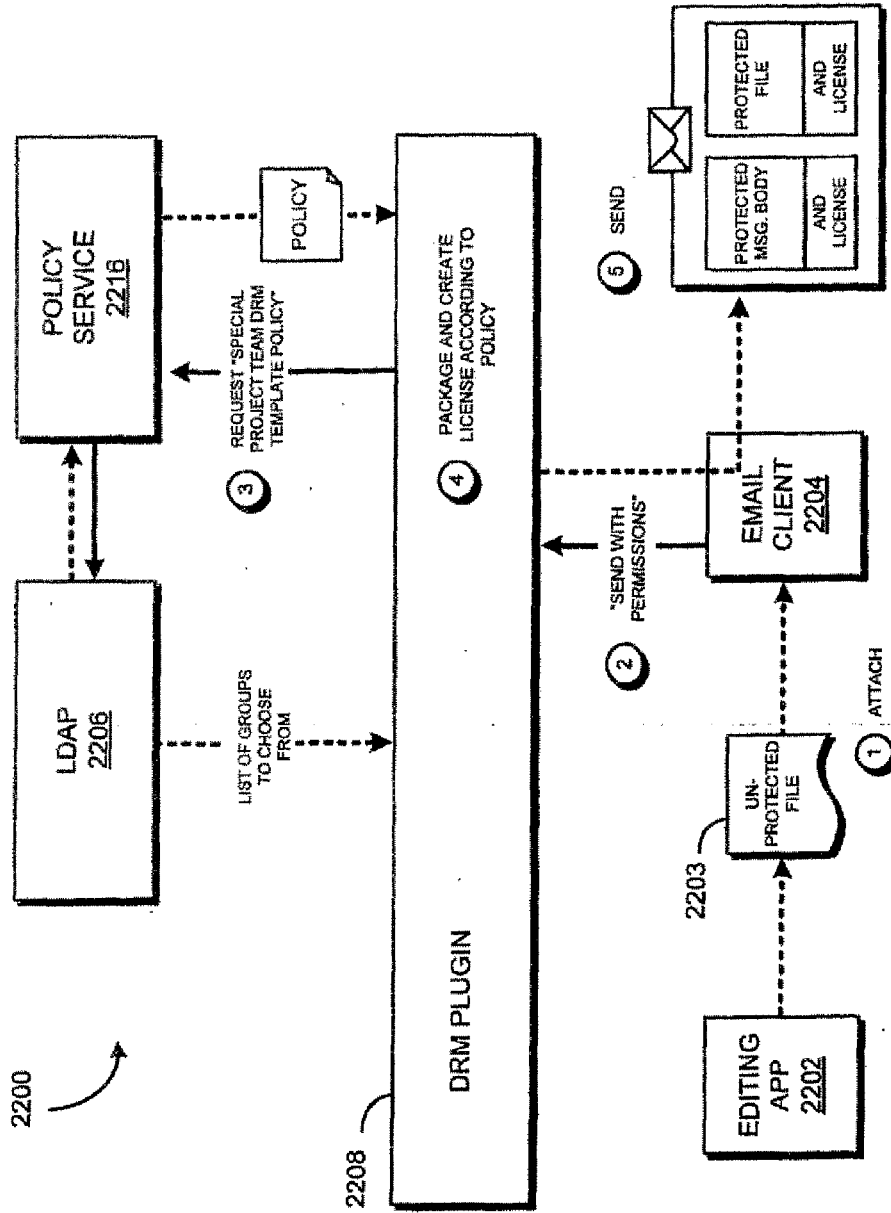 2200
LDAP
2206
POLICY
SERVICE
2216
LIST OF GROUPS
TO CHOOSE
FROM
3
REQUEST "SPECIAL
PROJECT TEAM DRM
TEMPLATE POLICY"
POLICY
2208
DRM PLUGIN
4
PACKAGE AND CREATE
LICENSE ACCORDING TO
POLICY
2
"SEND WITH
PERMISSIONS"
5
SEND
EDITING
APP
2202
2203
UN-
PROTECTED
FILE
1
ATTACH
EMAIL
CLIENT
2204
PROTECTED
MSG. BODY
AND
LICENSE
PROTECTED
FILE
AND
LICENSE